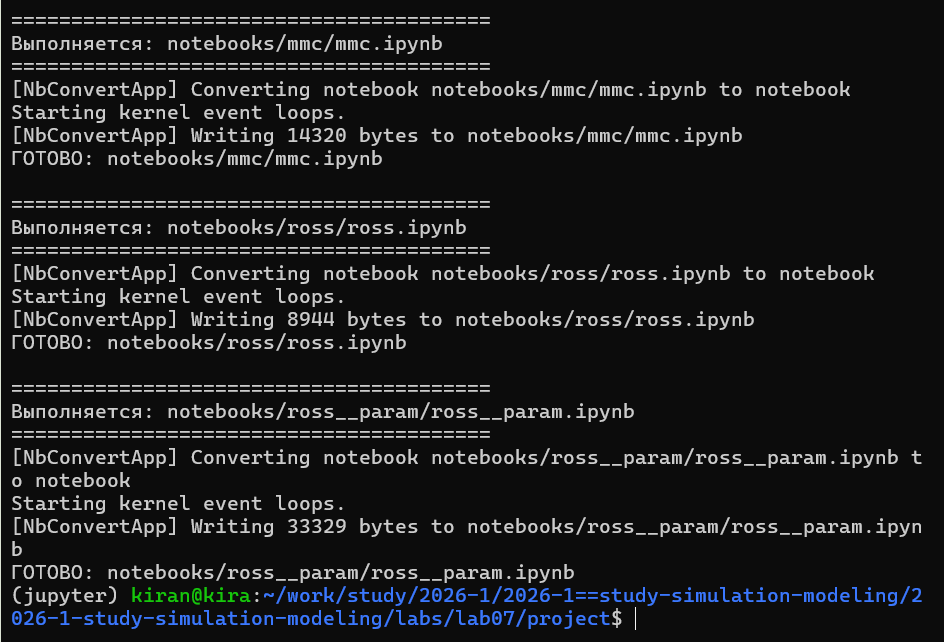 ========================================
Выполняется: notebooks/mmc/mmc.ipynb
========================================
[NbConvertApp] Converting notebook notebooks/mmc/mmc.ipynb to notebook
Starting kernel event loops.
[NbConvertApp] Writing 14320 bytes to notebooks/mmc/mmc.ipynb
ГОТОВО: notebooks/mmc/mmc.ipynb

========================================
Выполняется: notebooks/ross/ross.ipynb
========================================
[NbConvertApp] Converting notebook notebooks/ross/ross.ipynb to notebook
Starting kernel event loops.
[NbConvertApp] Writing 8944 bytes to notebooks/ross/ross.ipynb
ГОТОВО: notebooks/ross/ross.ipynb

========================================
Выполняется: notebooks/ross__param/ross__param.ipynb
========================================
[NbConvertApp] Converting notebook notebooks/ross__param/ross__param.ipynb t
o notebook
Starting kernel event loops.
[NbConvertApp] Writing 33329 bytes to notebooks/ross__param/ross__param.ipyn
b
ГОТОВО: notebooks/ross__param/ross__param.ipynb
(jupyter) kiran@kira:~/work/study/2026-1/2026-1==study-simulation-modeling/2
026-1-study-simulation-modeling/labs/lab07/project$